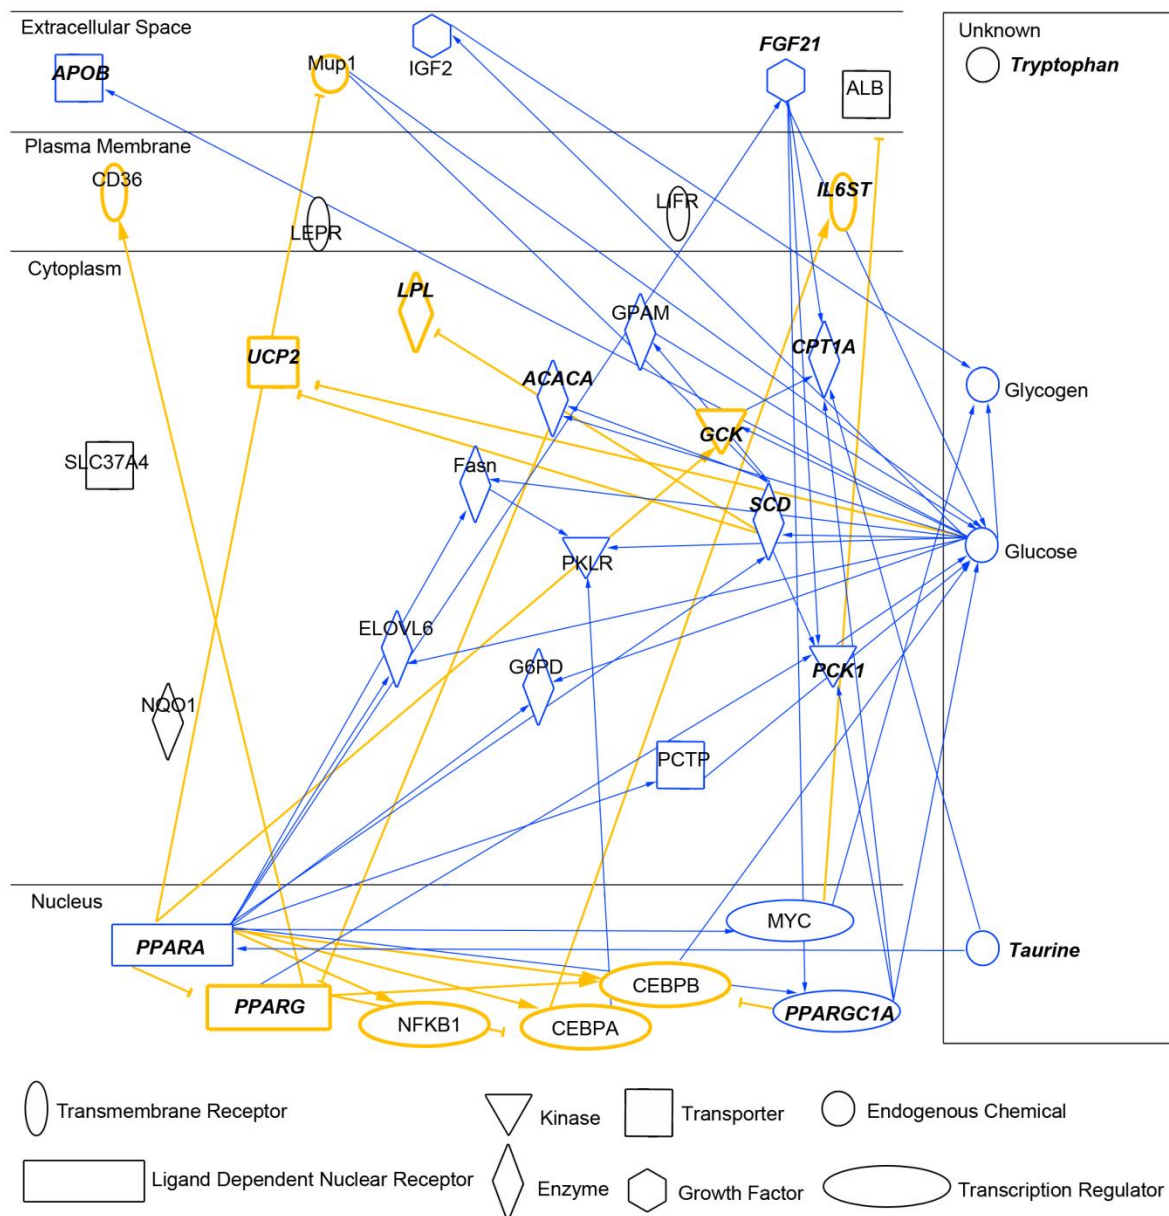 Extracellular Space
Unknown
APOB
Mup1
IGF2
FGF21
ALB
Tryptophan
Plasma Membrane
CD36
LEPR
LIFR
IL6ST
Cytoplasm
LPL
GPAM
UCP2
ACACA
CPT1A
Glycogen
GCK
SLC37A4
Fasn
SCD
PKLR
Glucose
ELOVL6
G6PD
PCK1
NQO1
PCTP
Nucleus
MYC
PPARA
Taurine
CEBPB
PPARG
PPARGC1A
NFKB1
CEBPA
Transmembrane Receptor
Kinase
Transporter
Endogenous Chemical
Ligand Dependent Nuclear Receptor
Enzyme
Growth Factor
Transcription Regulator